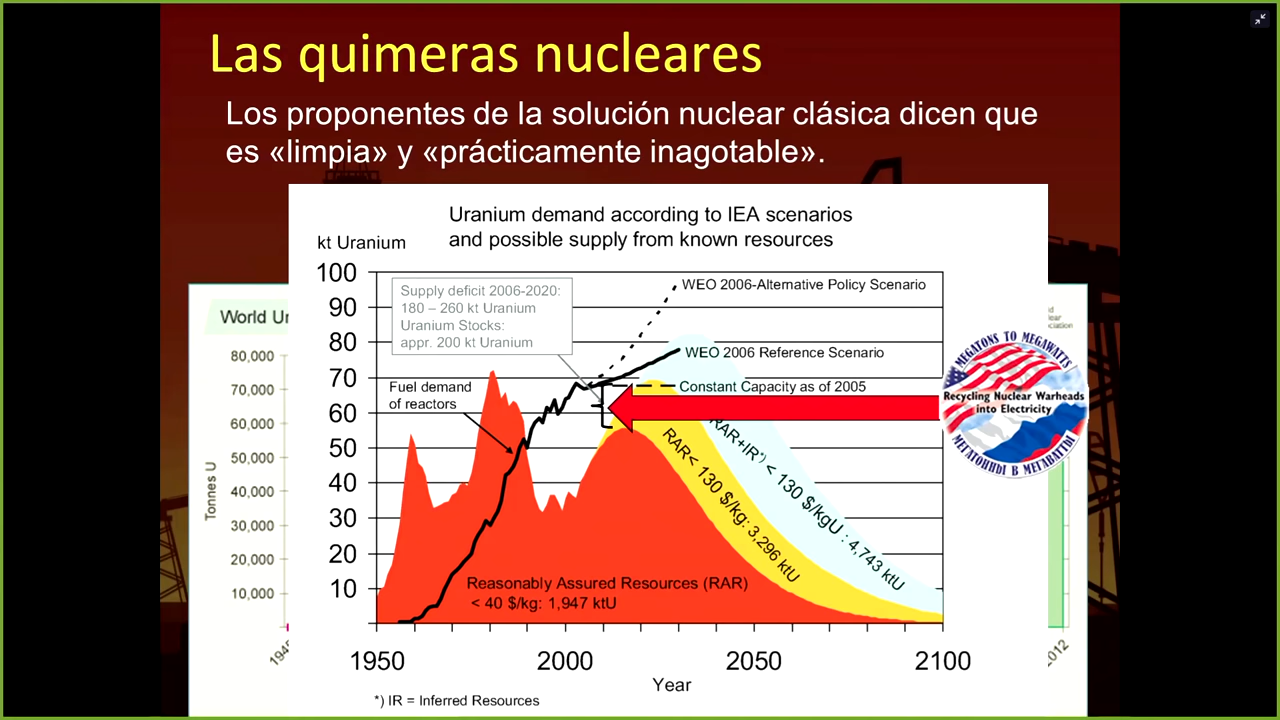 Las quimeras nucleares
Los proponentes de la solución nuclear clásica dicen que
es «limpia» y «prácticamente inagotable».
Uranium demand according to IEA scenarios
and possible supply from known resources
kt Uranium
100
90
80
70
60
50
40
30
20
10
Supply deficit 2006-2020:
180 – 260 kt Uranium
Uranium Stocks:
appr. 200 kt Uranium
Fuel demand
of reactors
WEO 2006-Alternative Policy Scenario
WEO 2006 Reference Scenario
Constant Capacity as of 2005
RAR+IR*) < 130 $/kgU : 4,743 ktU
RAR< 130 $/kg: 3,296 ktU
Reasonably Assured Resources (RAR)
< 40 $/kg: 1,947 ktU
1950
2000
2050
2100
Year
*) IR = Inferred Resources
World
80,000
70,000
60,000
50,000
40,000
30,000
20,000
10,000
Tonnes U
MEGATONS TO MEGAWATTS
Recycling Nuclear Warheads
into Electricity